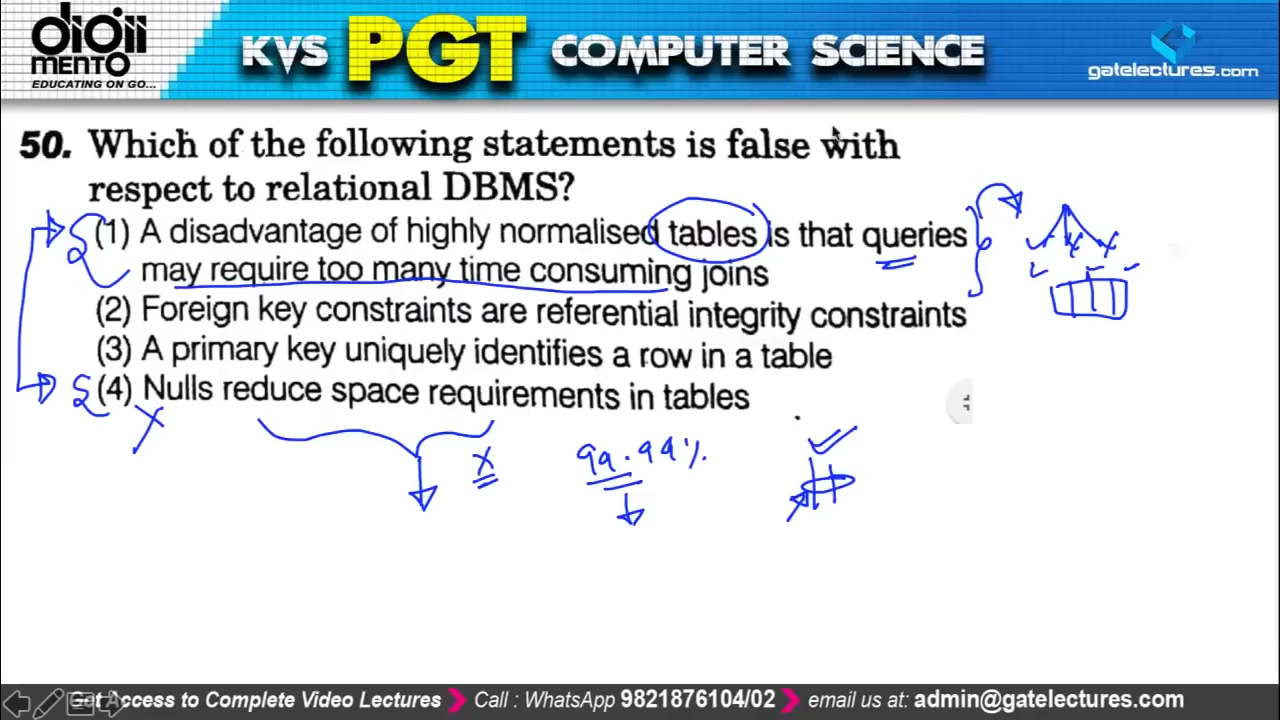 digii
MENTO
EDUCATING ON GO...
KVS PGT COMPUTER SCIENCE
gatelectures.com
50. Which of the following statements is false with
respect to relational DBMS?
(1) A disadvantage of highly normalised tables is that queries
may require too many time consuming joins
(2) Foreign key constraints are referential integrity constraints
(3) A primary key uniquely identifies a row in a table
(4) Nulls reduce space requirements in tables
99.99%
Get Access to Complete Video Lectures Call : WhatsApp 9821876104/02 email us at: admin@gatelectures.com